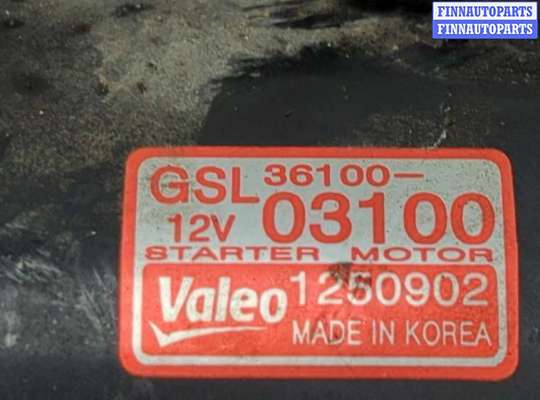 FINNAUTOPARTS
FINNAUTOPARTS
GSL 36100-
12V 03100
STARTER MOTOR
Valeo 1250902
MADE IN KOREA